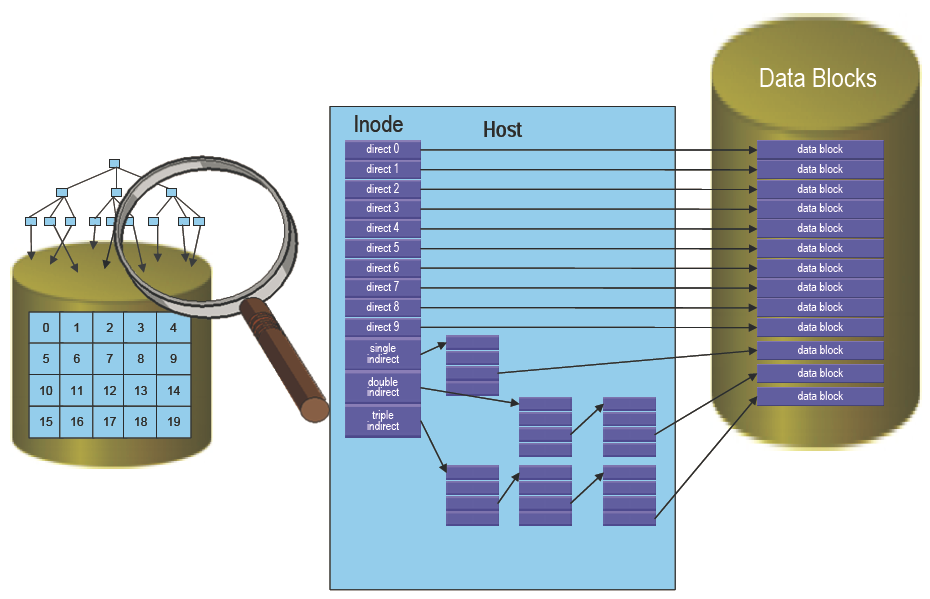 Data Blocks
Inode
Host
direct 0
data block
direct 1
data block
direct 2
data block
direct 3
data block
direct 4
data block
direct 5
data block
direct 6
data block
direct 7
data block
direct 8
data block
direct 9
data block
single
indirect
data block
double
indirect
data block
triple
indirect
data block
0 1 2 3 4
5 6 7 8 9
10 11 12 13 14
15 16 17 18 19